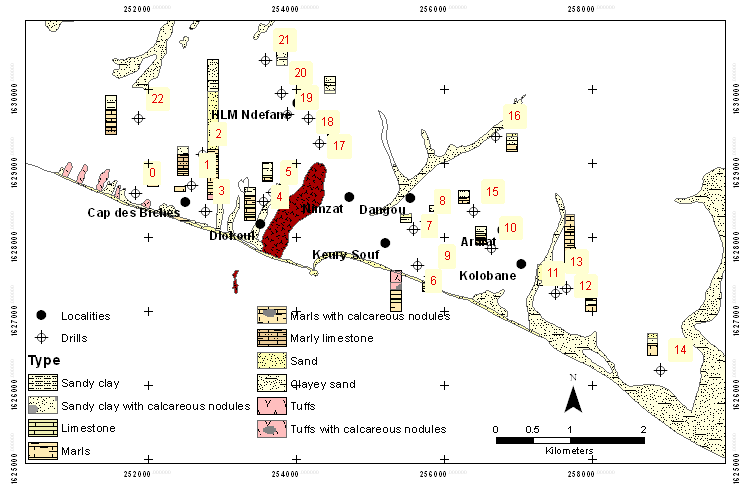 252000 254000 256000 258000
21
20
1630000 1630000
22 19
HLM Ndefane
18 16
2
17
1629000 1629000
0 1 5
3 4 15
Cap des Biches Nimzat Dangou 8
Diokoul 7 10
1628000 1628000
Keury Souf 9 Ararat
Kolobane 11 13
6 12
1627000 1627000
Localities
Drills
Type
Sandy clay
Sandy clay with calcareous nodules
Limestone
Marls
Marls with calcareous nodules
Marly limestone
Sand
Clayey sand
Tuffs
Tuffs with calcareous nodules
14
1626000 1626000
N
0 0.5 1 2
Kilometers
1625000 1625000
252000 254000 256000 258000